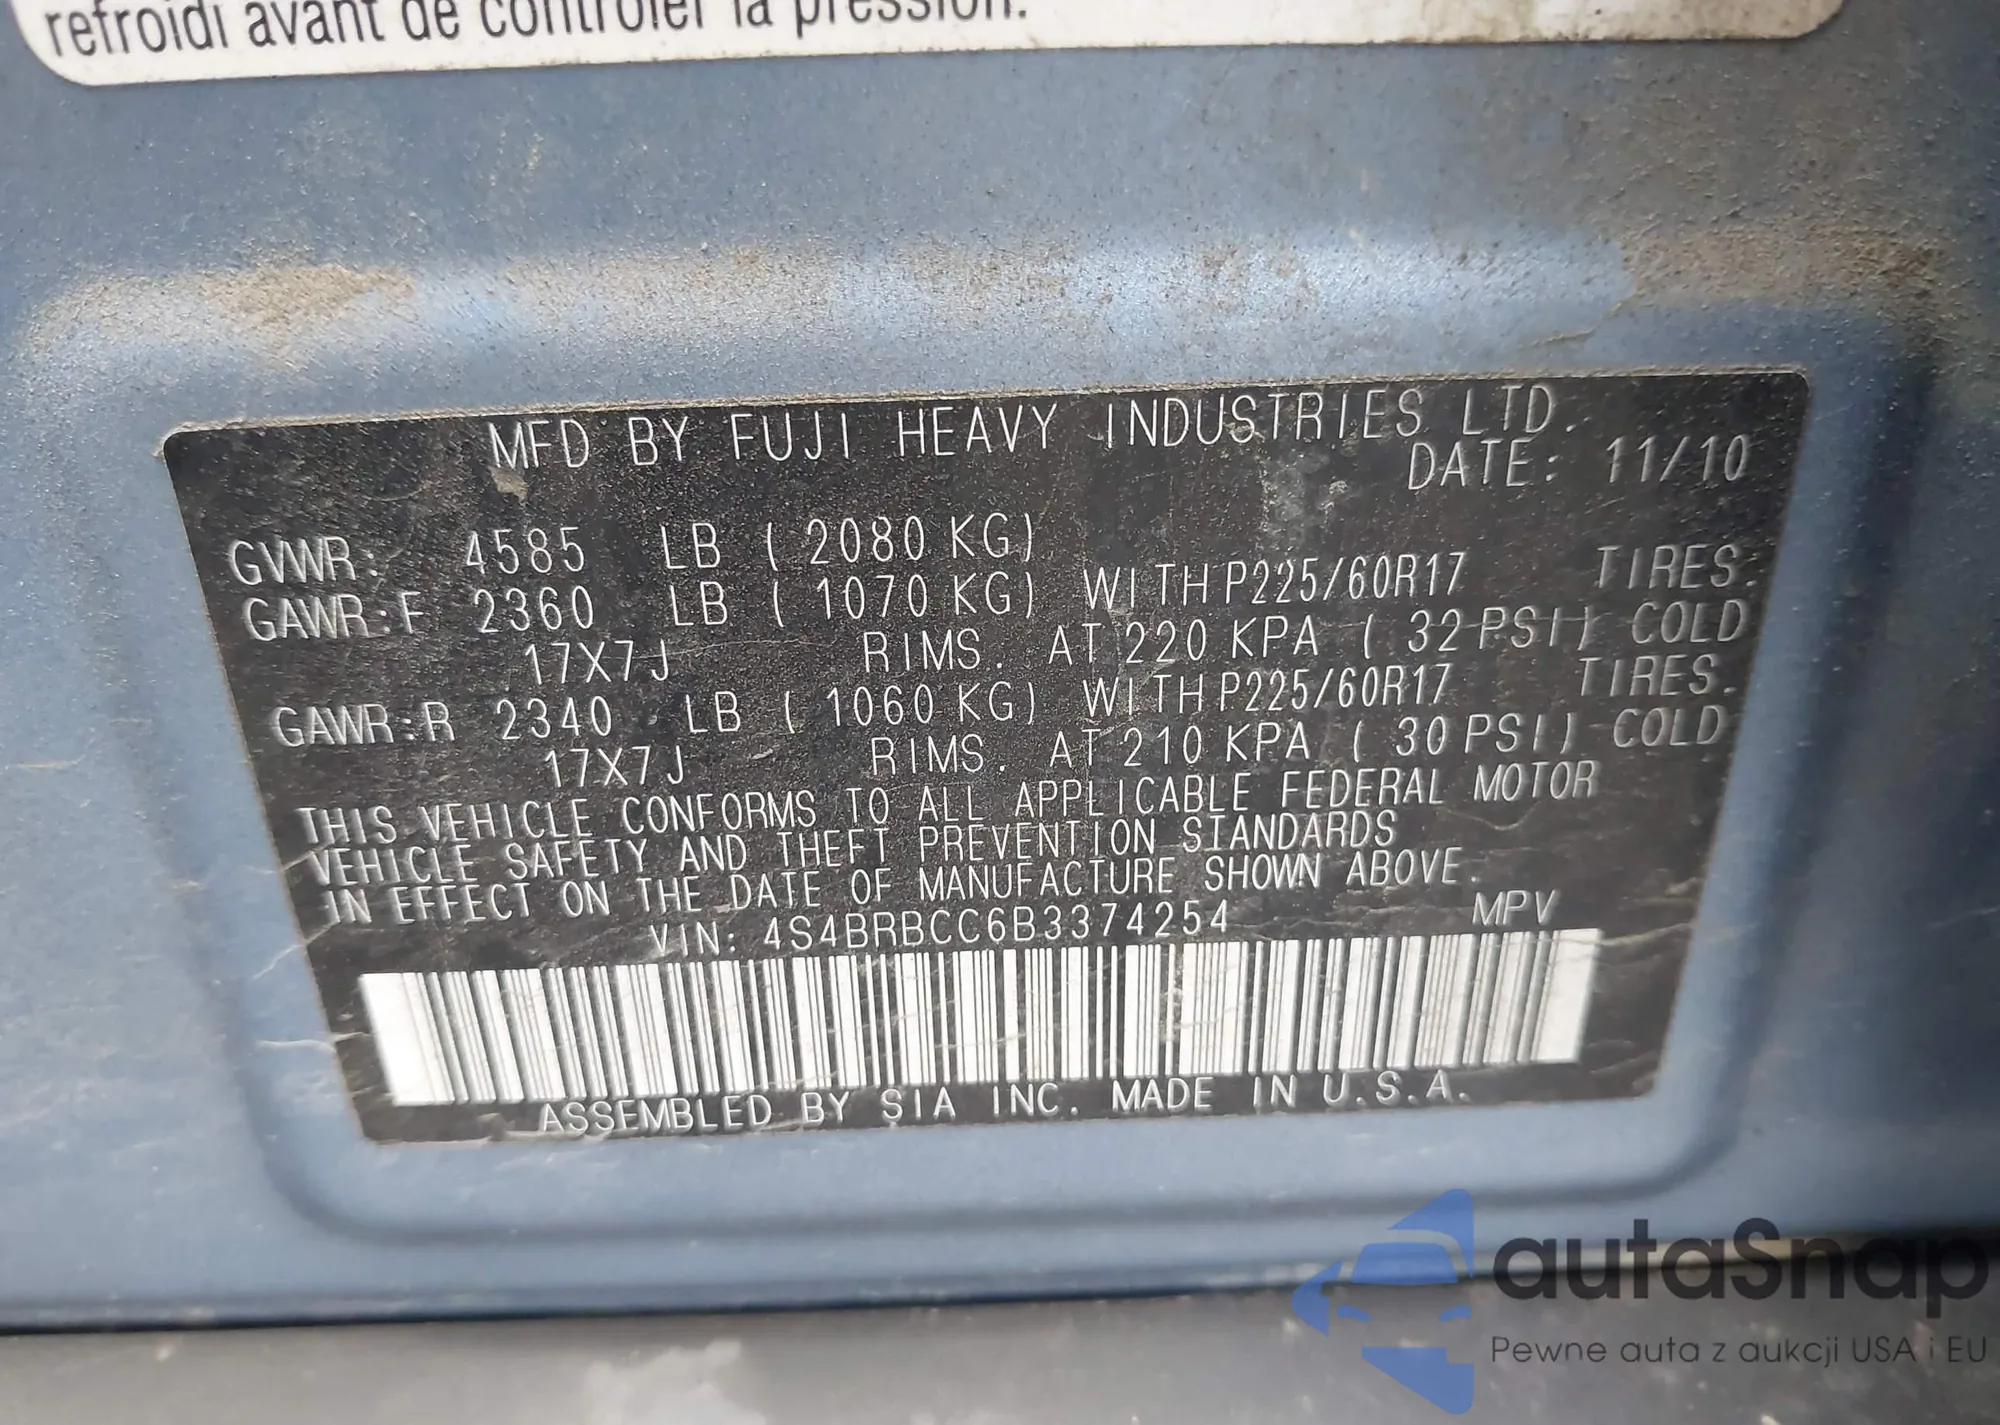 refroidi avant de contrôler la pression.
MFD BY FUJI HEAVY INDUSTRIES LTD.
DATE: 11/10
GVWR: 4585 LB ( 2080 KG)
GAWR:F 2360 LB ( 1070 KG) WITH P225/60R17 TIRES.
17X7J RIMS. AT 220 KPA ( 32 PSI) COLD
GAWR:R 2340 LB ( 1060 KG) WITH P225/60R17 TIRES.
17X7J RIMS. AT 210 KPA ( 30 PSI) COLD
THIS VEHICLE CONFORMS TO ALL APPLICABLE FEDERAL MOTOR
VEHICLE SAFETY AND THEFT PREVENTION STANDARDS
IN EFFECT ON THE DATE OF MANUFACTURE SHOWN ABOVE.
VIN: 4S4BRBCC6B3374254 MPV
ASSEMBLED BY SIA INC. MADE IN U.S.A.
autaSnap
Pewne auta z aukcji USA i EU